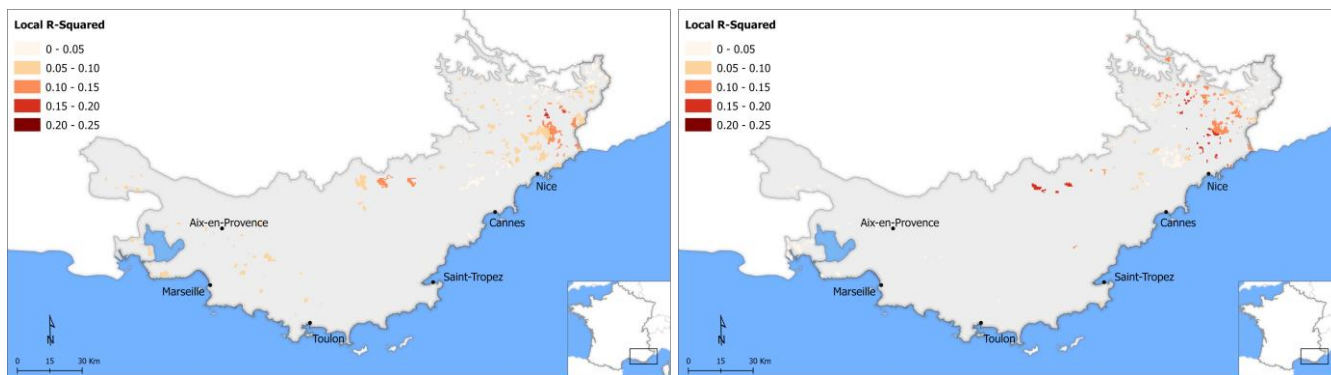 Local R-Squared
0 - 0.05
0.05 - 0.10
0.10 - 0.15
0.15 - 0.20
0.20 - 0.25
Nice
Cannes
Aix-en-Provence
Saint-Tropez
Marseille
Toulon
N
0 15 30 Km
Local R-Squared
0 - 0.05
0.05 - 0.10
0.10 - 0.15
0.15 - 0.20
0.20 - 0.25
Nice
Cannes
Aix-en-Provence
Saint-Tropez
Marseille
Toulon
N
0 15 30 Km